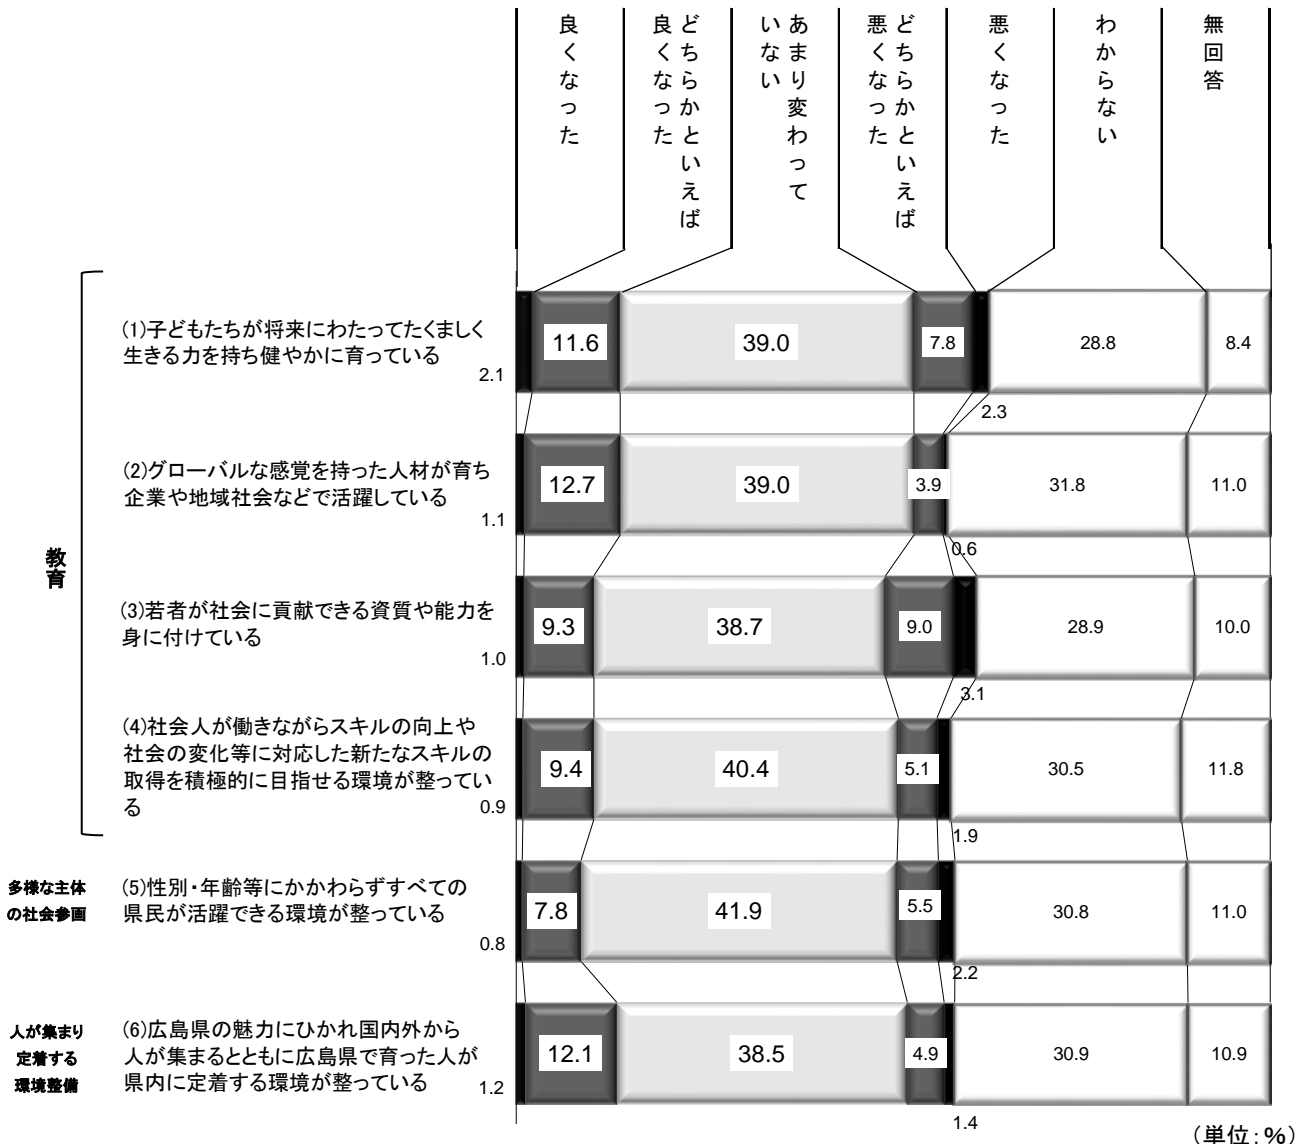 良くなった
どちらかといえば
良くなった
あまり変わって
いない
どちらかといえば
悪くなった
悪くなった
わからない
無回答
教育
(1)子どもたちが将来にわたってたくましく
生きる力を持ち健やかに育っている
2.1
11.6
39.0
7.8
2.3
28.8
8.4
(2)グローバルな感覚を持った人材が育ち
企業や地域社会などで活躍している
1.1
12.7
39.0
3.9
0.6
31.8
11.0
(3)若者が社会に貢献できる資質や能力を
身に付けている
1.0
9.3
38.7
9.0
3.1
28.9
10.0
(4)社会人が働きながらスキルの向上や
社会の変化等に対応した新たなスキルの
取得を積極的に目指せる環境が整ってい
る
0.9
9.4
40.4
5.1
1.9
30.5
11.8
多様な主体
の社会参画
(5)性別・年齢等にかかわらずすべての
県民が活躍できる環境が整っている
0.8
7.8
41.9
5.5
2.2
30.8
11.0
人が集まり
定着する
環境整備
(6)広島県の魅力にひかれ国内外から
人が集まるとともに広島県で育った人が
県内に定着する環境が整っている
1.2
12.1
38.5
4.9
1.4
30.9
10.9
(単位:%)